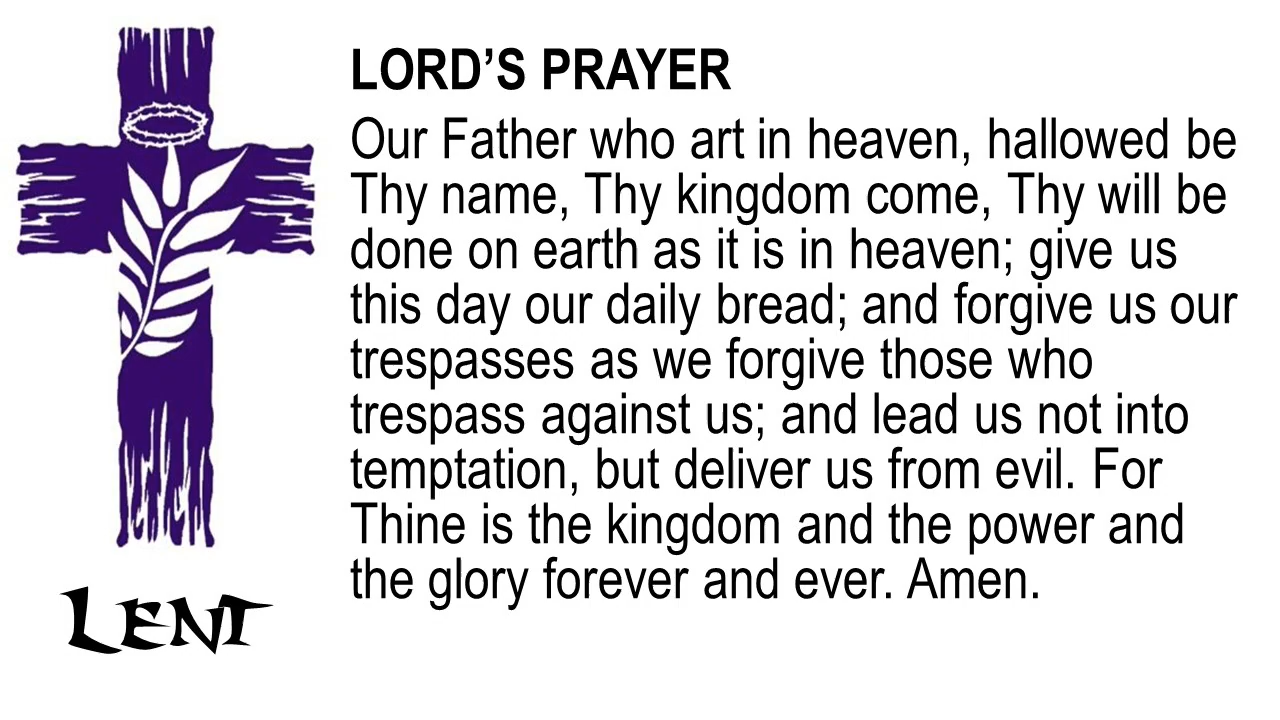 LORD’S PRAYER
Our Father who art in heaven, hallowed be
Thy name, Thy kingdom come, Thy will be
done on earth as it is in heaven; give us
this day our daily bread; and forgive us our
trespasses as we forgive those who
trespass against us; and lead us not into
temptation, but deliver us from evil. For
Thine is the kingdom and the power and
the glory forever and ever. Amen.
LENT